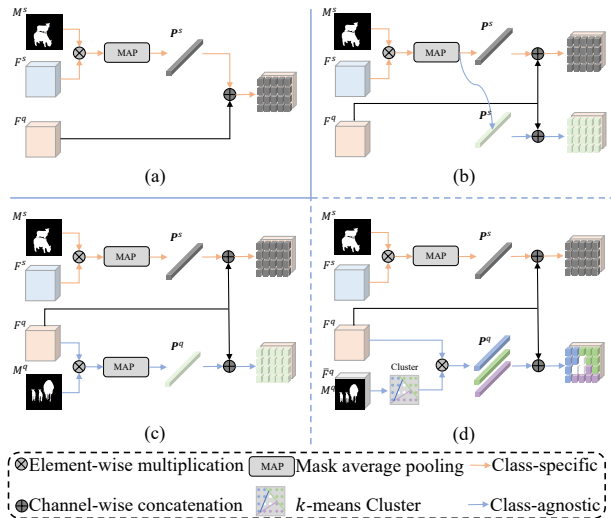 M^s
MAP
P^s
F^s
F^q
(a)
M^s
MAP
P^s
F^s
F^q
P^s
(b)
M^s
MAP
P^s
F^s
F^q
MAP
P^q
M^q
(c)
M^s
MAP
P^s
F^s
F^q
Cluster
P^q
F̄^q
M^q
(d)
Element-wise multiplication MAP Mask average pooling Class-specific
Channel-wise concatenation k-means Cluster Class-agnostic